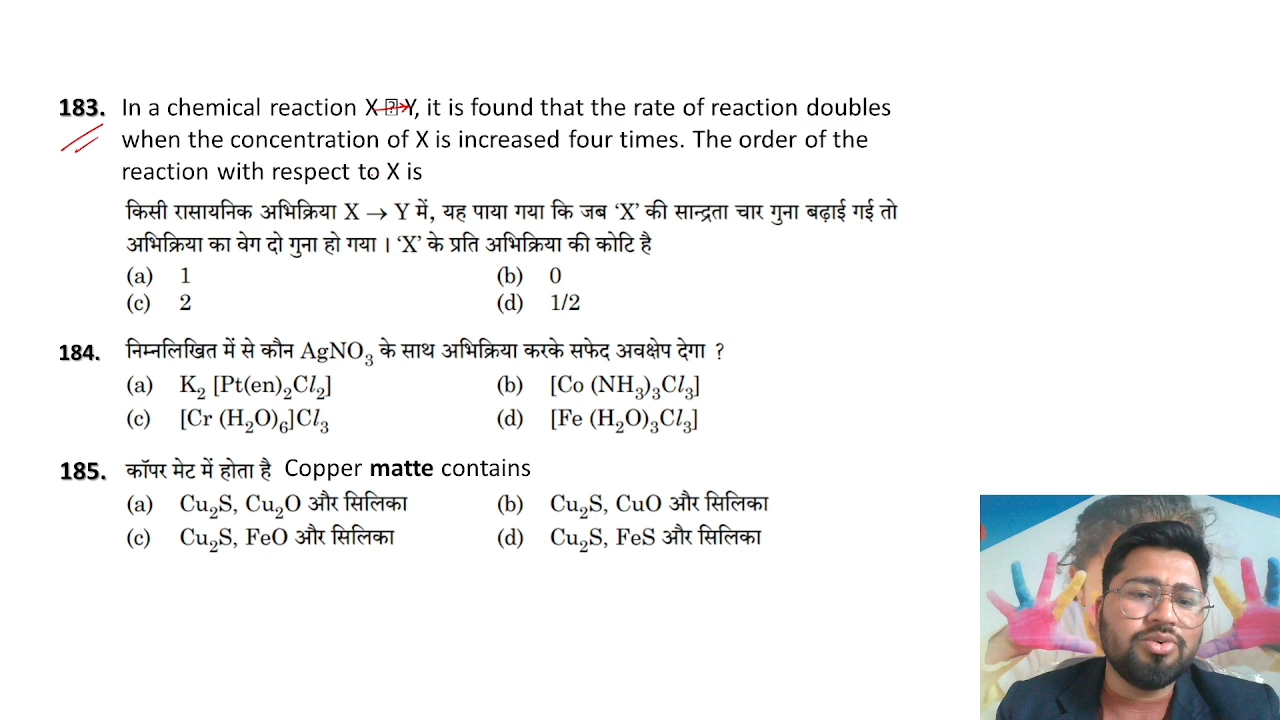 183. In a chemical reaction X → Y, it is found that the rate of reaction doubles
when the concentration of X is increased four times. The order of the
reaction with respect to X is
किसी रासायनिक अभिक्रिया X → Y में, यह पाया गया कि जब ‘X’ की सान्द्रता चार गुना बढ़ाई गई तो
अभिक्रिया का वेग दो गुना हो गया । ‘X’ के प्रति अभिक्रिया की कोटि है
(a) 1 (b) 0
(c) 2 (d) 1/2
184. निम्नलिखित में से कौन AgNO₃ के साथ अभिक्रिया करके सफेद अवक्षेप देगा ?
(a) K₂ [Pt(en)₂Cl₂] (b) [Co (NH₃)₃Cl₃]
(c) [Cr (H₂O)₆]Cl₃ (d) [Fe (H₂O)₃Cl₃]
185. कॉपर मेट में होता है Copper matte contains
(a) Cu₂S, Cu₂O और सिलिका (b) Cu₂S, CuO और सिलिका
(c) Cu₂S, FeO और सिलिका (d) Cu₂S, FeS और सिलिका